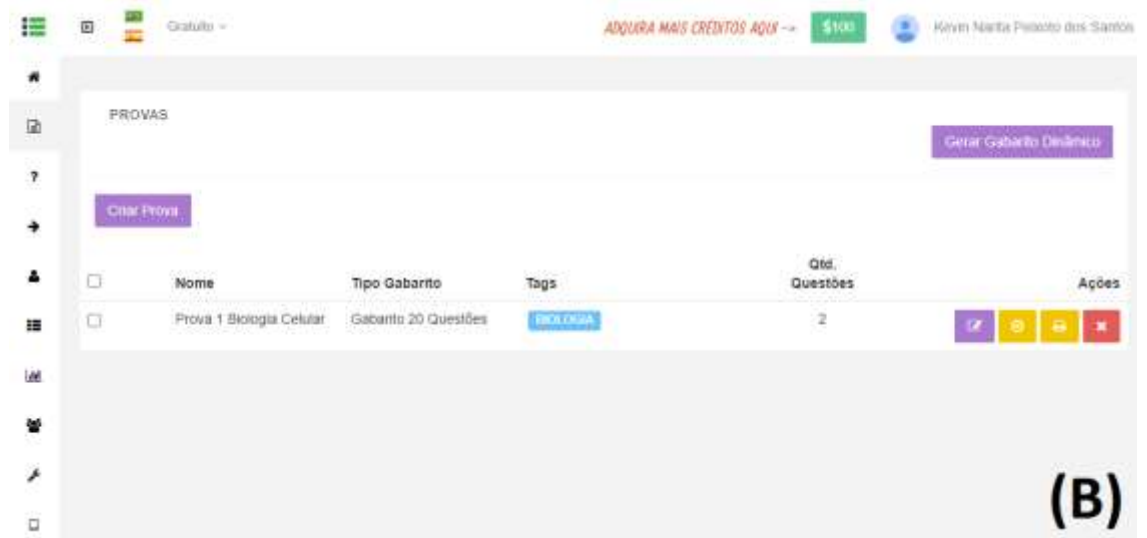 Gratuito
ADQUIRA MAIS CRÉDITOS AQUI -->
$100
Kevin Narita Peixoto dos Santos
PROVAS
Gerar Gabarito Dinâmico
Criar Prova
Nome
Tipo Gabarito
Tags
Qtd.
Questões
Ações
Prova 1 Biologia Celular
Gabarito 20 Questões
BIOLOGIA
2
(B)